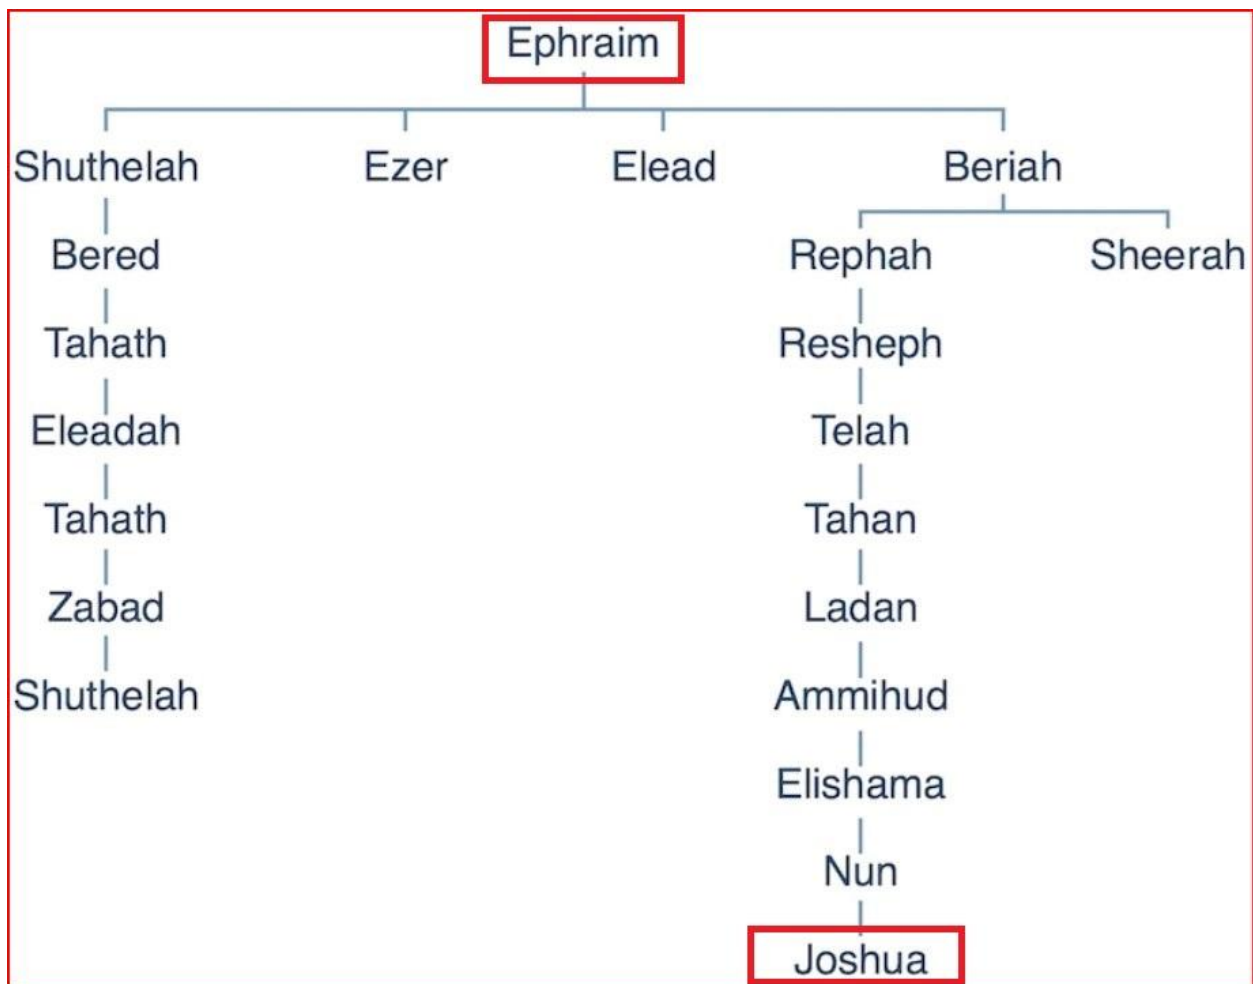 Ephraim
Shuthelah Ezer Elead Beriah
Bered Rephah Sheerah
Tahath Resheph
Eleadah Telah
Tahath Tahan
Zabad Ladan
Shuthelah Ammihud
Elishama
Nun
Joshua